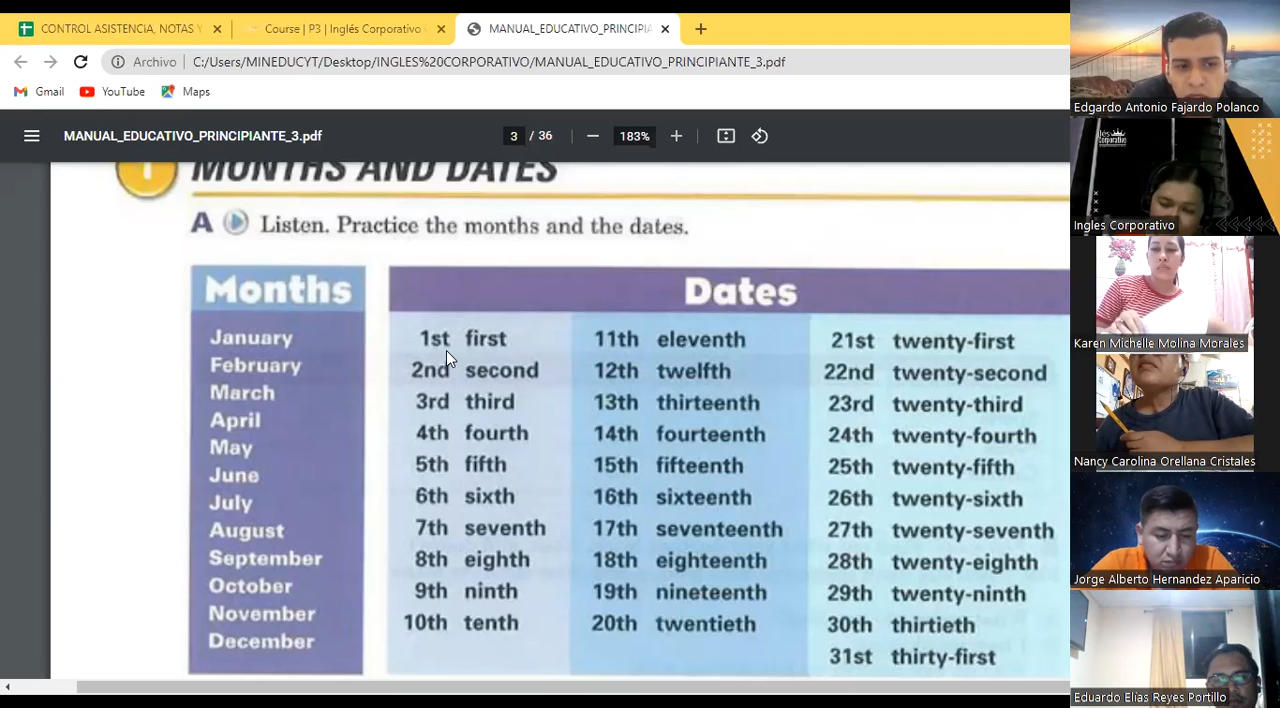 CONTROL ASISTENCIA, NOTAS Y
Course | P3 | Inglés Corporativo
MANUAL_EDUCATIVO_PRINCIPIA
Archivo
C:/Users/MINEDUCYT/Desktop/INGLES%20CORPORATIVO/MANUAL_EDUCATIVO_PRINCIPIANTE_3.pdf
Gmail
YouTube
Maps
MANUAL_EDUCATIVO_PRINCIPIANTE_3.pdf
3 / 36
183%
MONTHS AND DATES
A Listen. Practice the months and the dates.
Months
January
February
March
April
May
June
July
August
September
October
November
December
Dates
1st first
2nd second
3rd third
4th fourth
5th fifth
6th sixth
7th seventh
8th eighth
9th ninth
10th tenth
11th eleventh
12th twelfth
13th thirteenth
14th fourteenth
15th fifteenth
16th sixteenth
17th seventeenth
18th eighteenth
19th nineteenth
20th twentieth
21st twenty-first
22nd twenty-second
23rd twenty-third
24th twenty-fourth
25th twenty-fifth
26th twenty-sixth
27th twenty-seventh
28th twenty-eighth
29th twenty-ninth
30th thirtieth
31st thirty-first
Edgardo Antonio Fajardo Polanco
Corporativo
Ingles Corporativo
Karen Michelle Molina Morales
Nancy Carolina Orellana Cristales
Jorge Alberto Hernandez Aparicio
Eduardo Elías Reyes Portillo